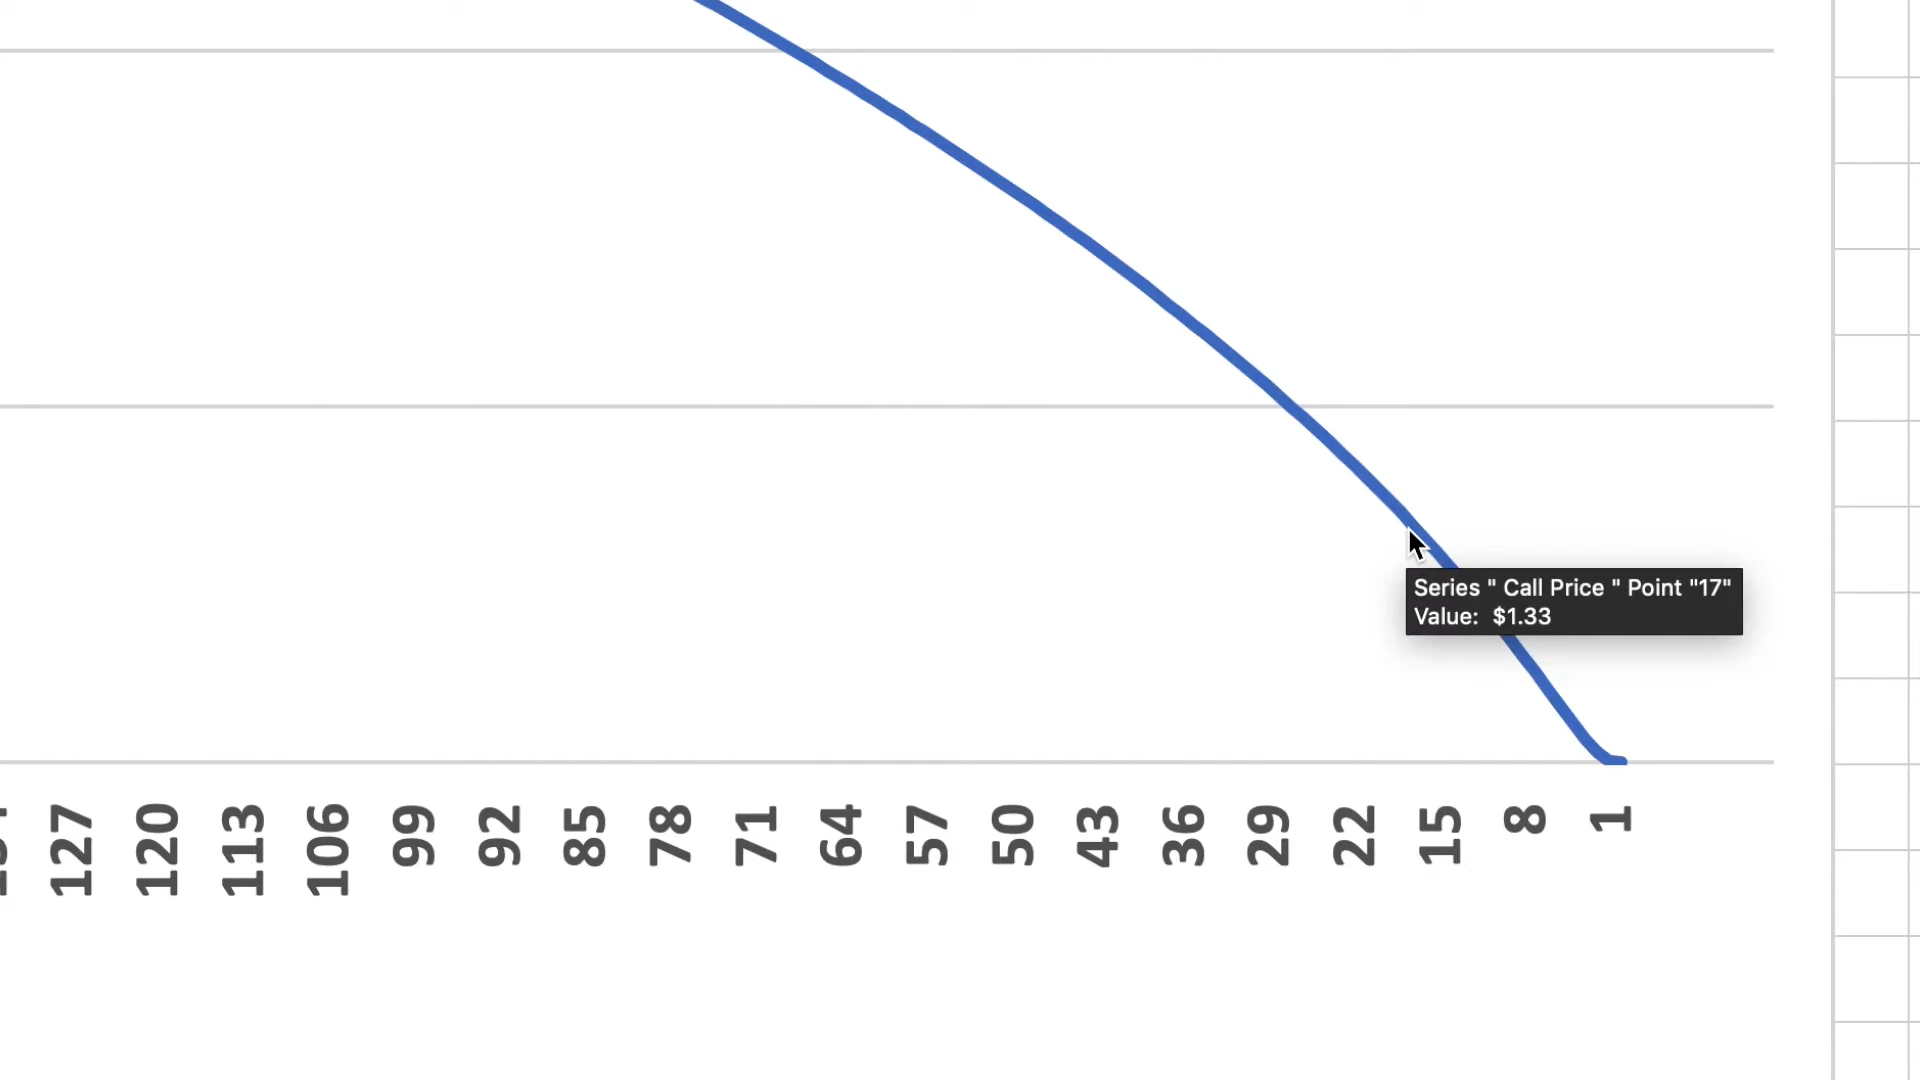 Series " Call Price " Point "17"
Value: $1.33
127 120 113 106 99 92 85 78 71 64 57 50 43 36 29 22 15 8 1